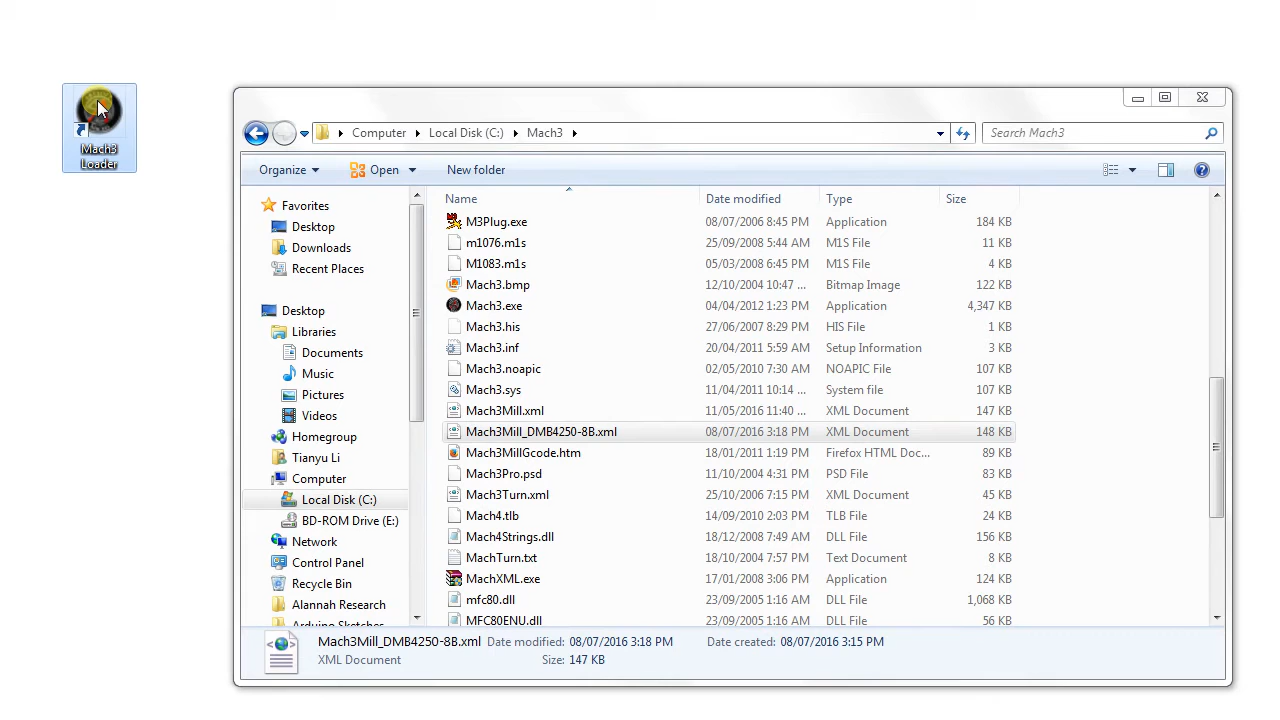 Mach3
Loader
Computer Local Disk (C:) Mach3
Search Mach3
Organize Open New folder
Name Date modified Type Size
M3Plug.exe 08/07/2006 8:45 PM Application 184 KB
m1076.m1s 25/09/2008 5:44 AM M1S File 11 KB
M1083.m1s 05/03/2008 6:45 PM M1S File 4 KB
Mach3.bmp 12/10/2004 10:47 ... Bitmap Image 122 KB
Mach3.exe 04/04/2012 1:23 PM Application 4,347 KB
Mach3.his 27/06/2007 8:29 PM HIS File 1 KB
Mach3.inf 20/04/2011 5:59 AM Setup Information 3 KB
Mach3.noapic 02/05/2010 7:30 AM NOAPIC File 107 KB
Mach3.sys 11/04/2011 10:14 ... System file 107 KB
Mach3Mill.xml 11/05/2016 11:40 ... XML Document 147 KB
Mach3Mill_DMB4250-8B.xml 08/07/2016 3:18 PM XML Document 148 KB
Mach3MillGcode.htm 18/01/2011 1:19 PM Firefox HTML Doc... 89 KB
Mach3Pro.psd 11/10/2004 4:31 PM PSD File 83 KB
Mach3Turn.xml 25/10/2006 7:15 PM XML Document 45 KB
Mach4.tlb 14/09/2010 2:03 PM TLB File 24 KB
Mach4Strings.dll 18/12/2008 7:49 AM DLL File 156 KB
MachTurn.txt 18/10/2004 7:57 PM Text Document 8 KB
MachXML.exe 17/01/2008 3:06 PM Application 124 KB
mfc80.dll 23/09/2005 1:16 AM DLL File 1,068 KB
MFC80ENU.dll 23/09/2005 1:16 AM DLL File 56 KB
Favorites
Desktop
Downloads
Recent Places
Desktop
Libraries
Documents
Music
Pictures
Videos
Homegroup
Tianyu Li
Computer
Local Disk (C:)
BD-ROM Drive (E:)
Network
Control Panel
Recycle Bin
Alannah Research
Arduino Sketches
Mach3Mill_DMB4250-8B.xml Date modified: 08/07/2016 3:18 PM Date created: 08/07/2016 3:15 PM
XML Document Size: 147 KB